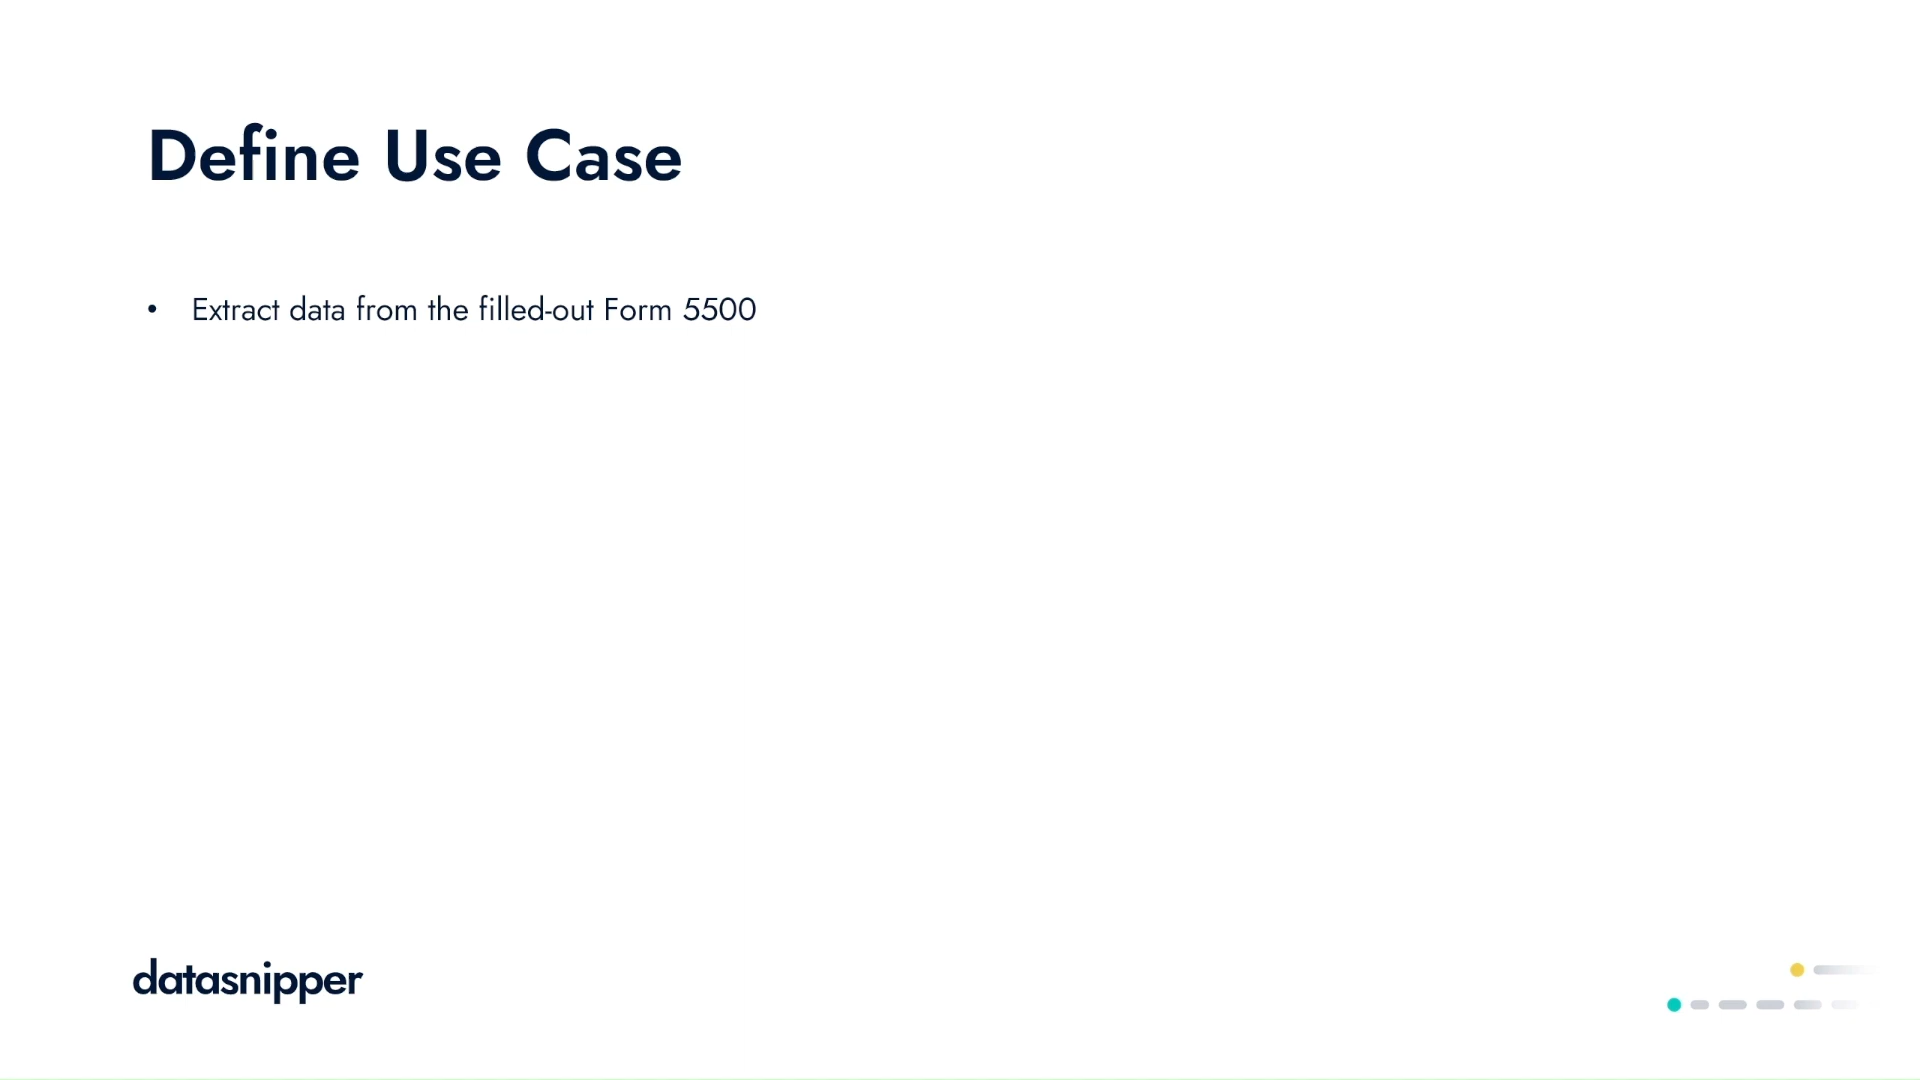 Define Use Case
• Extract data from the filled-out Form 5500
datasnipper